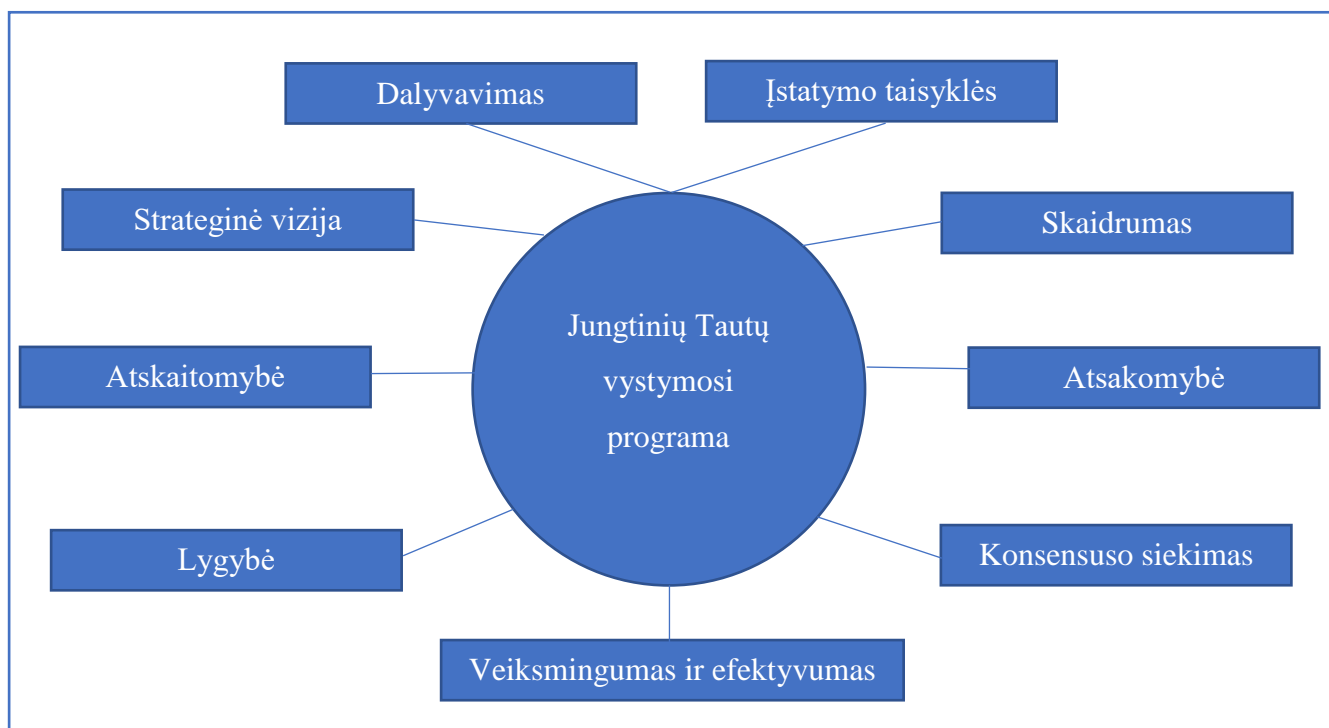 Dalyvavimas
Įstatymo taisyklės
Strateginė vizija
Skaidrumas
Jungtinių Tautų
vystymosi
programa
Atskaitomybė
Atsakomybė
Lygybė
Konsensuso siekimas
Veiksmingumas ir efektyvumas